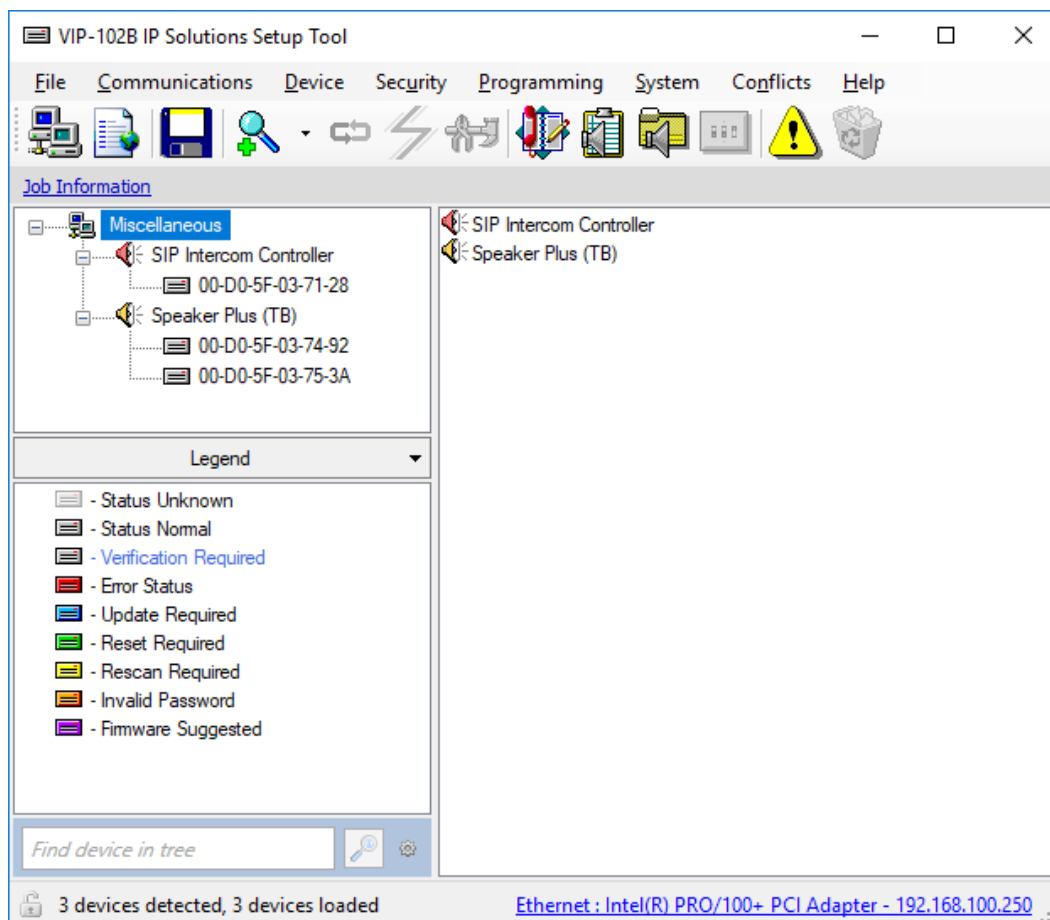 VIP-102B IP Solutions Setup Tool
File Communications Device Security Programming System Conflicts Help
Job Information
Miscellaneous
SIP Intercom Controller
00-D0-5F-03-71-28
Speaker Plus (TB)
00-D0-5F-03-74-92
00-D0-5F-03-75-3A
SIP Intercom Controller
Speaker Plus (TB)
Legend
- Status Unknown
- Status Normal
- Verification Required
- Error Status
- Update Required
- Reset Required
- Rescan Required
- Invalid Password
- Firmware Suggested
Find device in tree
3 devices detected, 3 devices loaded
Ethernet : Intel(R) PRO/100+ PCI Adapter - 192.168.100.250